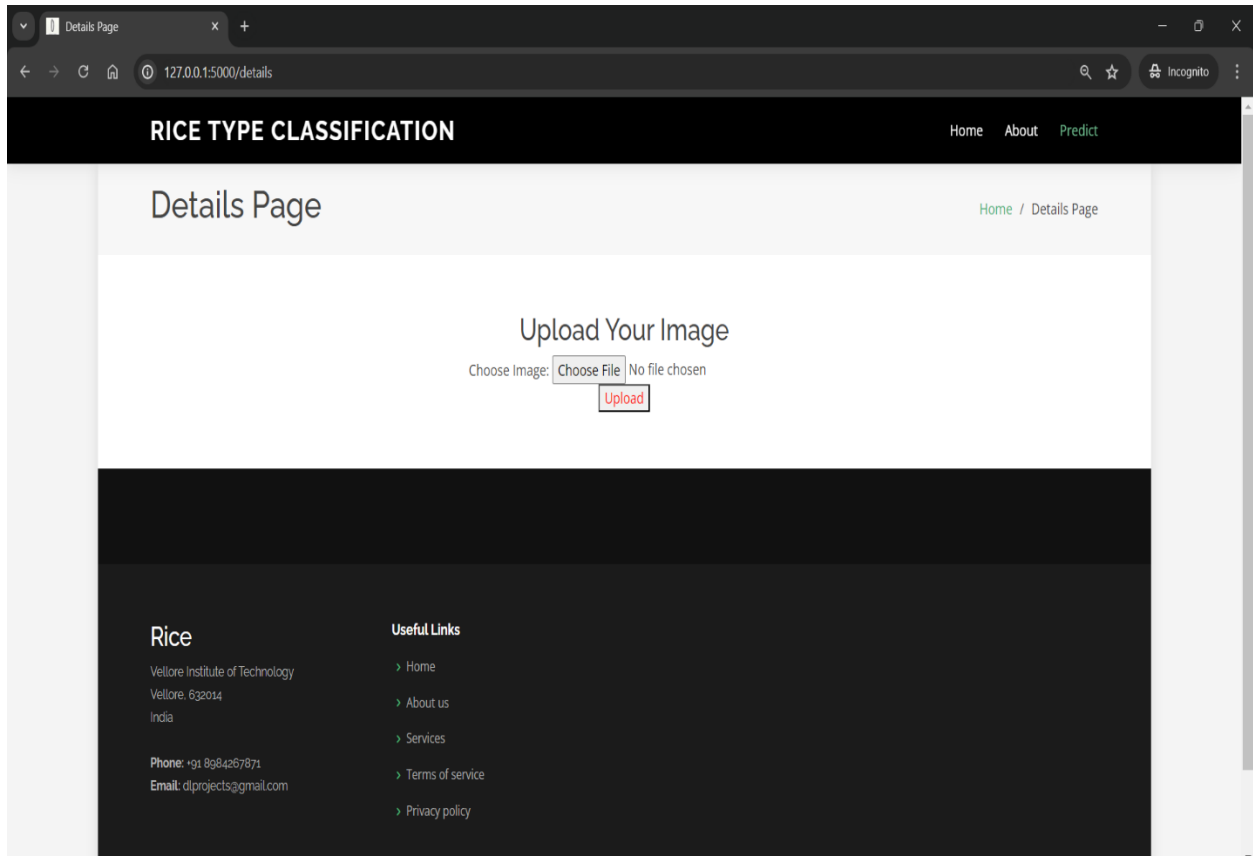 Details Page
127.0.0.1:5000/details
Incognito
RICE TYPE CLASSIFICATION
Home About Predict
Details Page
Home / Details Page
Upload Your Image
Choose Image: Choose File No file chosen
Upload
Rice
Vellore Institute of Technology
Vellore, 632014
India
Phone: +91 8984267871
Email: dlprojects@gmail.com
Useful Links
Home
About us
Services
Terms of service
Privacy policy